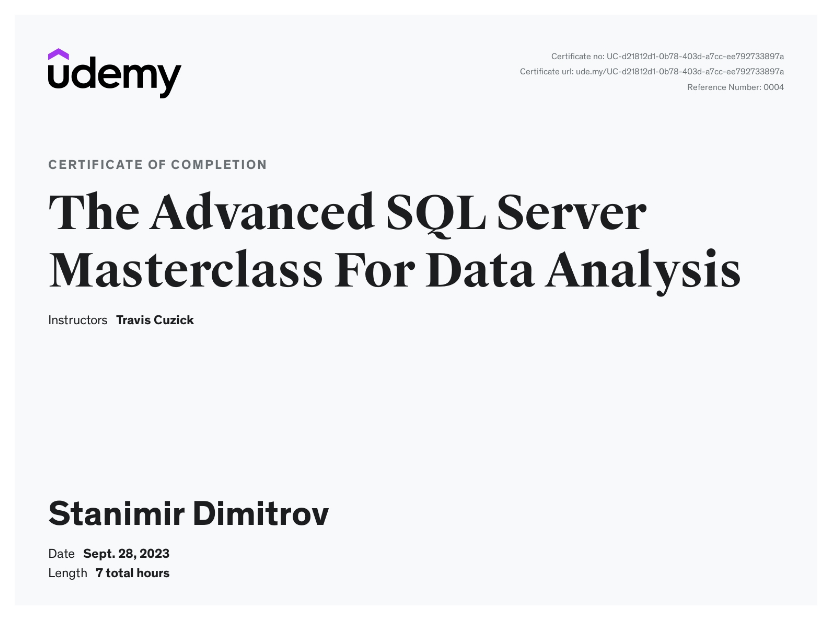 udemy
Certificate no: UC-d21812d1-0b78-403d-a7cc-ee792733897a
Certificate url: ude.my/UC-d21812d1-0b78-403d-a7cc-ee792733897a
Reference Number: 0004
CERTIFICATE OF COMPLETION
The Advanced SQL Server
Masterclass For Data Analysis
Instructors Travis Cuzick
Stanimir Dimitrov
Date Sept. 28, 2023
Length 7 total hours